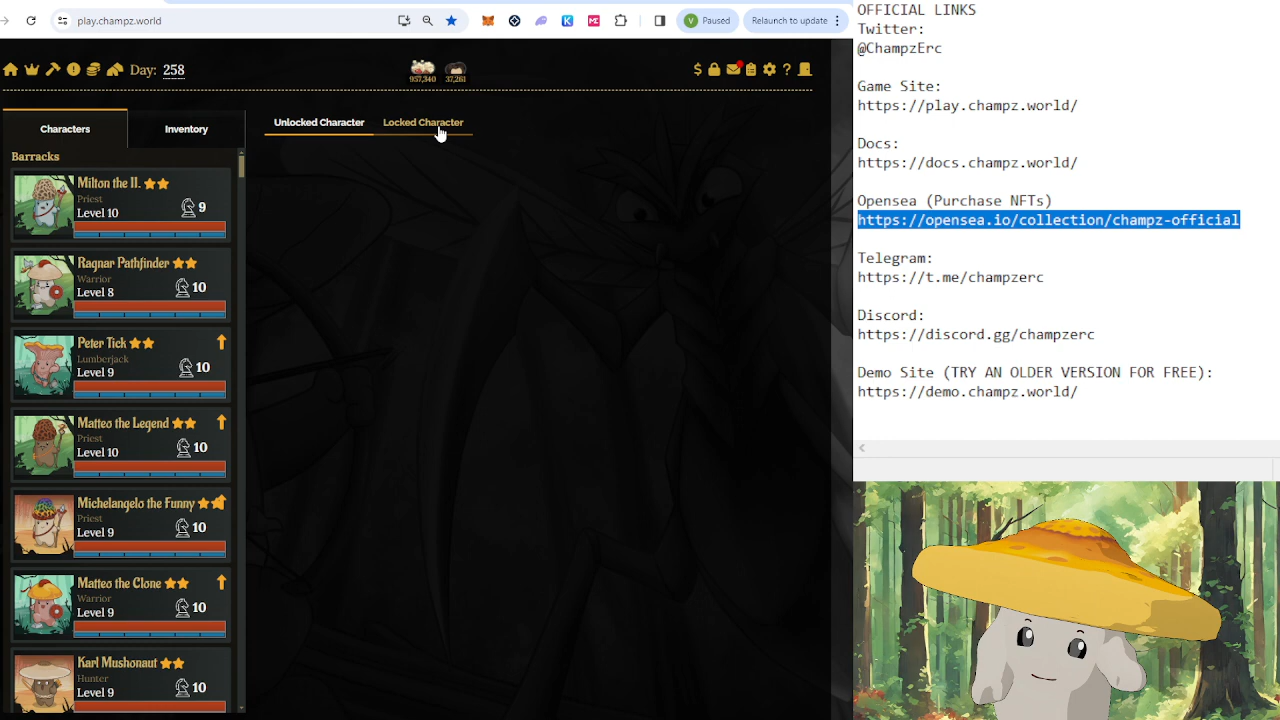 play.champz.world
V
Paused
Relaunch to update
Day: 258
957,340
37,261
Characters
Inventory
Barracks
Milton the II.
Priest
Level 10
9
Ragnar Pathfinder
Warrior
Level 8
10
Peter Tick
Lumberjack
Level 9
10
Matteo the Legend
Priest
Level 10
10
Michelangelo the Funny
Priest
Level 9
10
Matteo the Clone
Warrior
Level 9
10
Karl Mushonaut
Hunter
Level 9
10
Unlocked Character
Locked Character
OFFICIAL LINKS
Twitter:
@ChampzErc
Game Site:
https://play.champz.world/
Docs:
https://docs.champz.world/
Opensea (Purchase NFTs)
https://opensea.io/collection/champz-official
Telegram:
https://t.me/champzerc
Discord:
https://discord.gg/champzerc
Demo Site (TRY AN OLDER VERSION FOR FREE):
https://demo.champz.world/